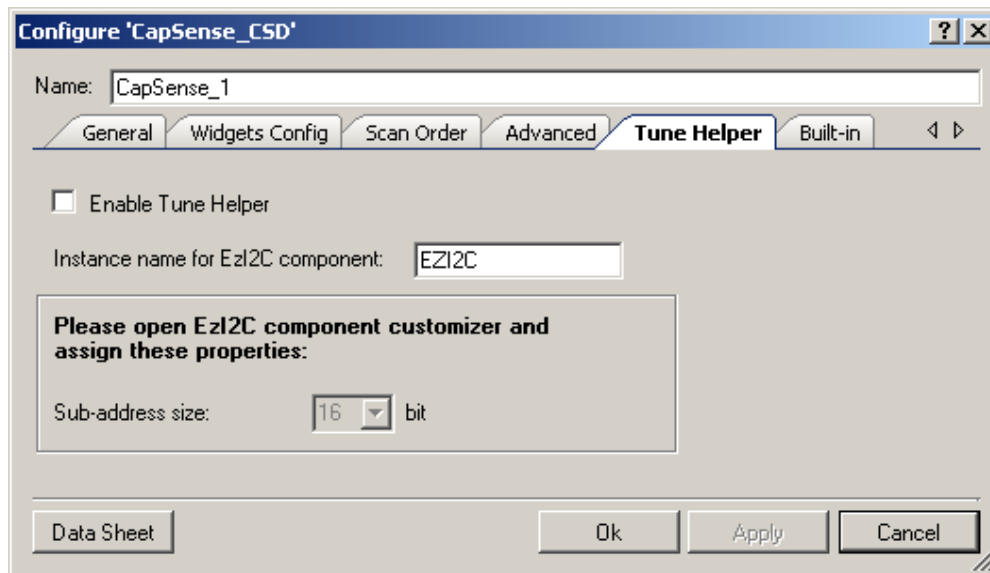 Configure 'CapSense_CSD'
Name: CapSense_1
General Widgets Config Scan Order Advanced Tune Helper Built-in
Enable Tune Helper
Instance name for EzI2C component: EZI2C
Please open EzI2C component customizer and
assign these properties:
Sub-address size: 16 bit
Data Sheet Ok Apply Cancel